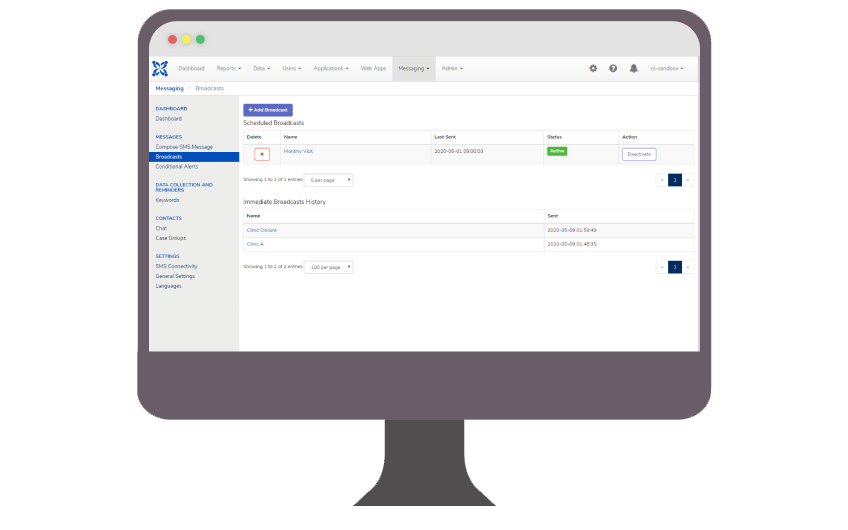 Dashboard Reports Data Users Applications Web Apps Messaging Admin cs-sandbox
Messaging Broadcasts
DASHBOARD
Dashboard
MESSAGES
Compose SMS Message
Broadcasts
Conditional Alerts
DATA COLLECTION AND
REMINDERS
Keywords
CONTACTS
Chat
Case Groups
SETTINGS
SMS Connectivity
General Settings
Languages
+ Add Broadcast
Scheduled Broadcasts
Delete Name Last Sent Status Action
Monthly Visit 2020-05-01 09:00:03 Active Deactivate
Showing 1 to 1 of 1 entries 5 per page 1
Immediate Broadcasts History
Name Sent
Clinic Closure 2020-05-09 01:59:49
Clinic A 2020-05-09 01:48:35
Showing 1 to 2 of 2 entries 100 per page 1